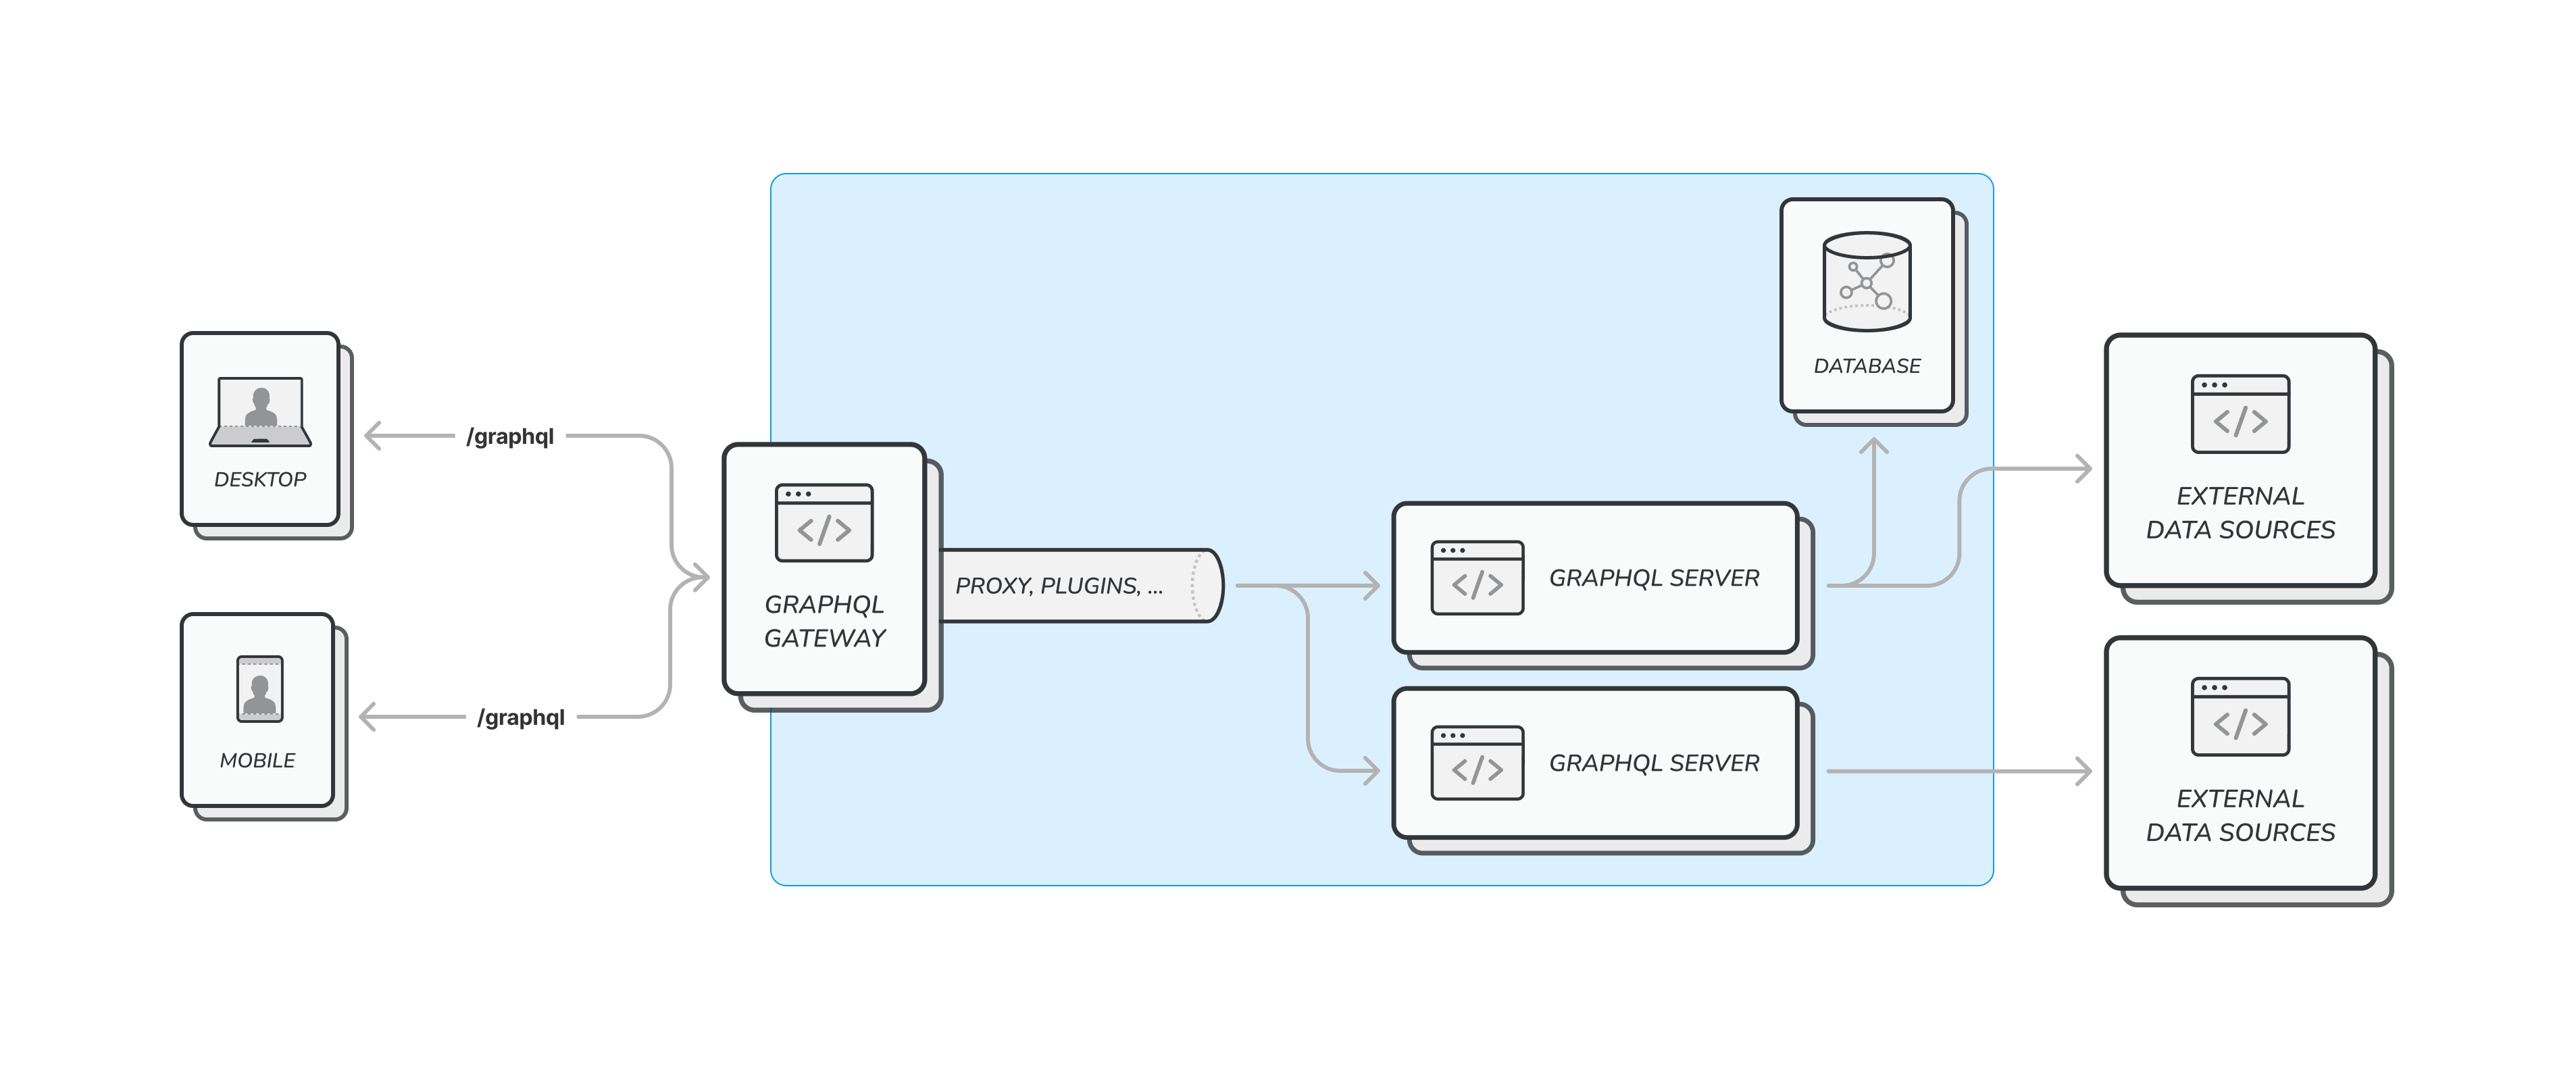 DESKTOP
/graphql
MOBILE
/graphql
GRAPHQL
GATEWAY
PROXY, PLUGINS, ...
GRAPHQL SERVER
GRAPHQL SERVER
DATABASE
EXTERNAL
DATA SOURCES
EXTERNAL
DATA SOURCES